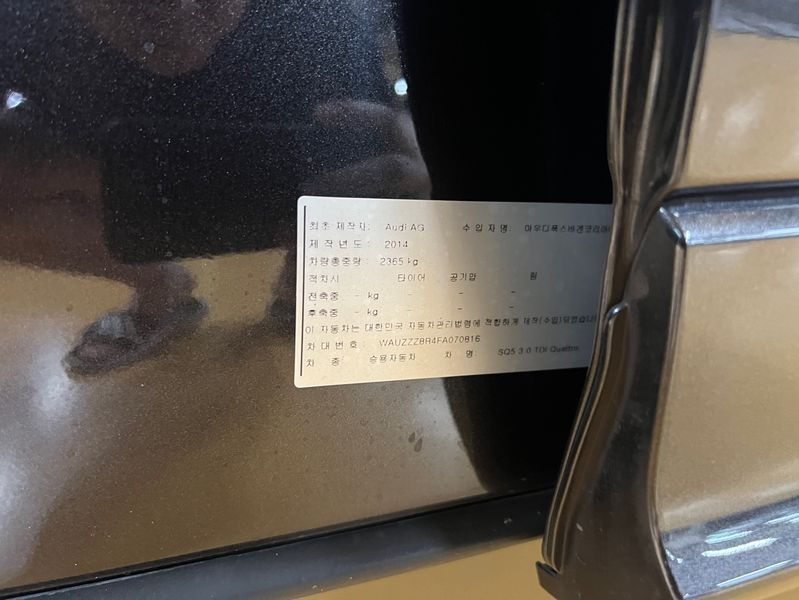 최초 제작자: Audi AG 수 입 자 명: 아우디폭스바겐코리아
제 작 년 도 : 2014
차량총중량 : 2365 kg
적차시 타이어 공기압 림
전축중 - kg - - -
후축중 - kg - - -
이 자동차는 대한민국 자동차관리법령에 적합하게 제작(수입)되었습니
차 대 번 호 : WAUZZZ8R4FA070816
차 종 승용자동차 차 명: SQ5 3.0 TDI Quattro